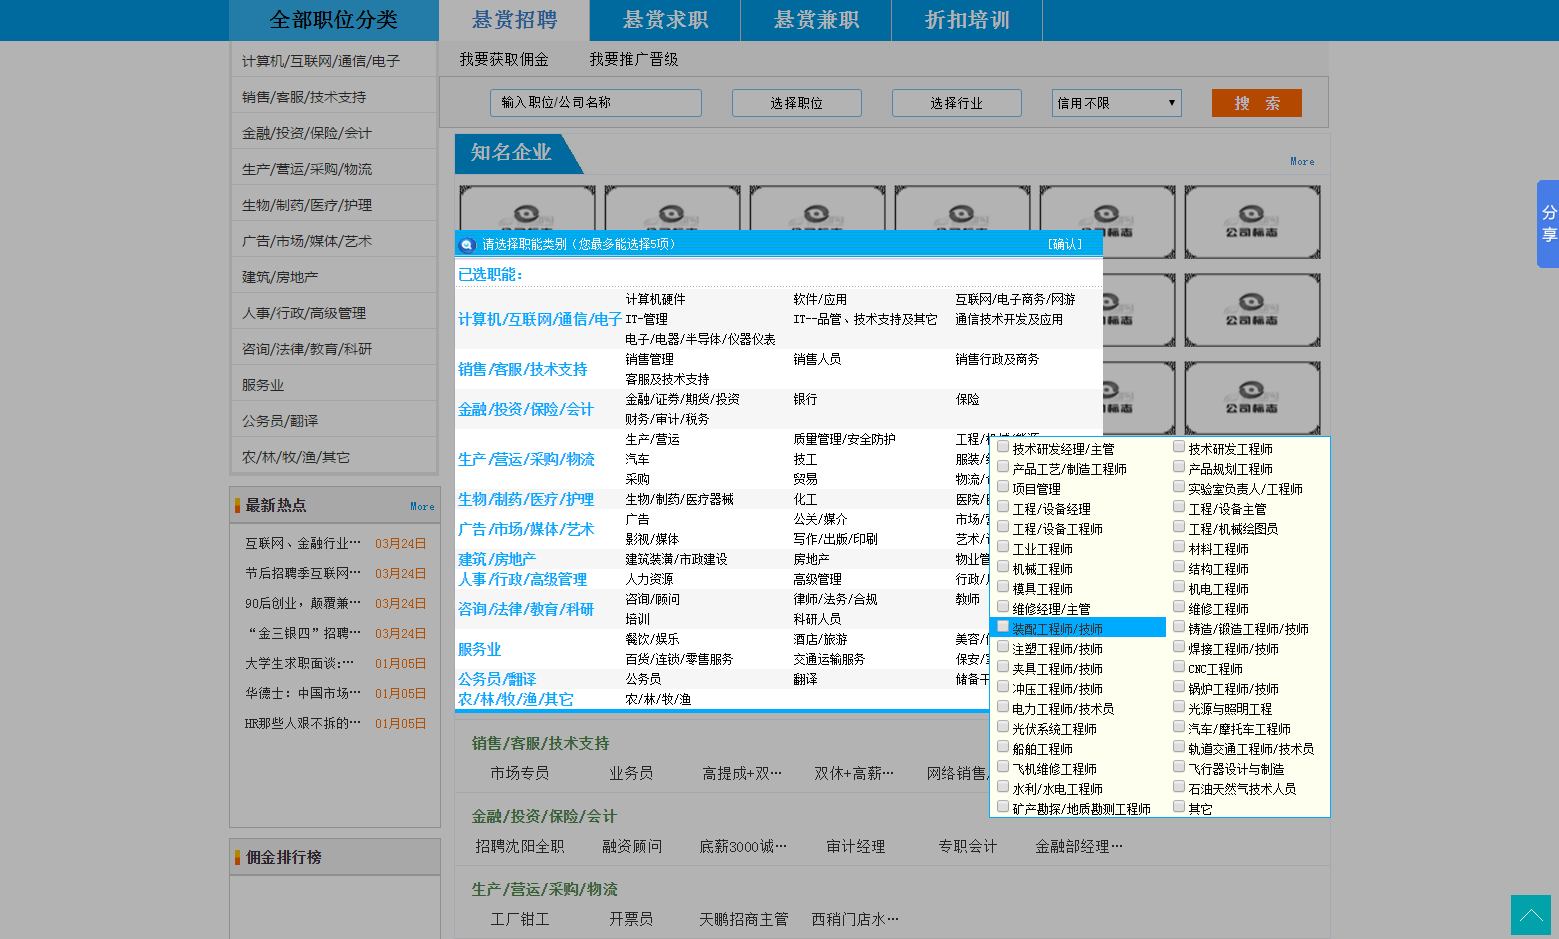 全部职位分类
悬赏招聘
悬赏求职
悬赏兼职
折扣培训
我要获取佣金
我要推广晋级
输入职位/公司名称
选择职位
选择行业
信用不限
搜 索
计算机/互联网/通信/电子
销售/客服/技术支持
金融/投资/保险/会计
生产/营运/采购/物流
生物/制药/医疗/护理
广告/市场/媒体/艺术
建筑/房地产
人事/行政/高级管理
咨询/法律/教育/科研
服务业
公务员/翻译
农/林/牧/渔/其它
最新热点
More
互联网、金融行业… 03月24日
节后招聘季互联网… 03月24日
90后创业，颠覆兼… 03月24日
“金三银四”招聘… 03月24日
大学生求职面谈:… 01月05日
华德士：中国市场… 01月05日
HR那些人艰不拆的… 01月05日
佣金排行榜
知名企业
More
公司标志
公司标志
公司标志
公司标志
分享
请选择职能类别（您最多能选择5项）
[确认]
已选职能：
计算机/互联网/通信/电子
计算机硬件 软件/应用 互联网/电子商务/网游
IT-管理 IT--品管、技术支持及其它 通信技术开发及应用
电子/电器/半导体/仪器仪表
销售/客服/技术支持
销售管理 销售人员 销售行政及商务
客服及技术支持
金融/投资/保险/会计
金融/证券/期货/投资 银行 保险
财务/审计/税务
生产/营运/采购/物流
生产/营运 质量管理/安全防护 工程/机械/能源
汽车 技工 服装/
采购 贸易 物流/
生物/制药/医疗/护理
生物/制药/医疗器械 化工 医院/
广告/市场/媒体/艺术
广告 公关/媒介 市场/
影视/媒体 写作/出版/印刷 艺术/
建筑/房地产
建筑装潢/市政建设 房地产 物业管
人事/行政/高级管理
人力资源 高级管理 行政/
咨询/法律/教育/科研
咨询/顾问 律师/法务/合规 教师
培训 科研人员
服务业
餐饮/娱乐 酒店/旅游 美容/
百货/连锁/零售服务 交通运输服务 保安/
公务员/翻译
公务员 翻译 储备干
农/林/牧/渔/其它
农/林/牧/渔
技术研发经理/主管 技术研发工程师
产品工艺/制造工程师 产品规划工程师
项目管理 实验室负责人/工程师
工程/设备经理 工程/设备主管
工程/设备工程师 工程/机械绘图员
工业工程师 材料工程师
机械工程师 结构工程师
模具工程师 机电工程师
维修经理/主管 维修工程师
装配工程师/技师 铸造/锻造工程师/技师
注塑工程师/技师 焊接工程师/技师
夹具工程师/技师 CNC工程师
冲压工程师/技师 锅炉工程师/技师
电力工程师/技术员 光源与照明工程
光伏系统工程师 汽车/摩托车工程师
船舶工程师 轨道交通工程师/技术员
飞机维修工程师 飞行器设计与制造
水利/水电工程师 石油天然气技术人员
矿产勘探/地质勘测工程师 其它
销售/客服/技术支持
市场专员 业务员 高提成+双… 双休+高薪… 网络销售
金融/投资/保险/会计
招聘沈阳全职 融资顾问 底薪3000诚… 审计经理 专职会计 金融部经理…
生产/营运/采购/物流
工厂钳工 开票员 天鹏招商主管 西稍门店水…